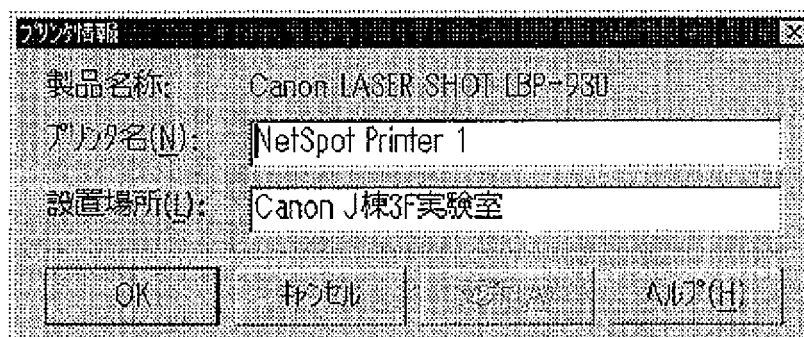 プリンタ情報
製品名称: Canon LASER SHOT LBP-930
プリンタ名(N): NetSpot Printer 1
設置場所(L): Canon J棟3F実験室
OK キャンセル ヘルプ(H)